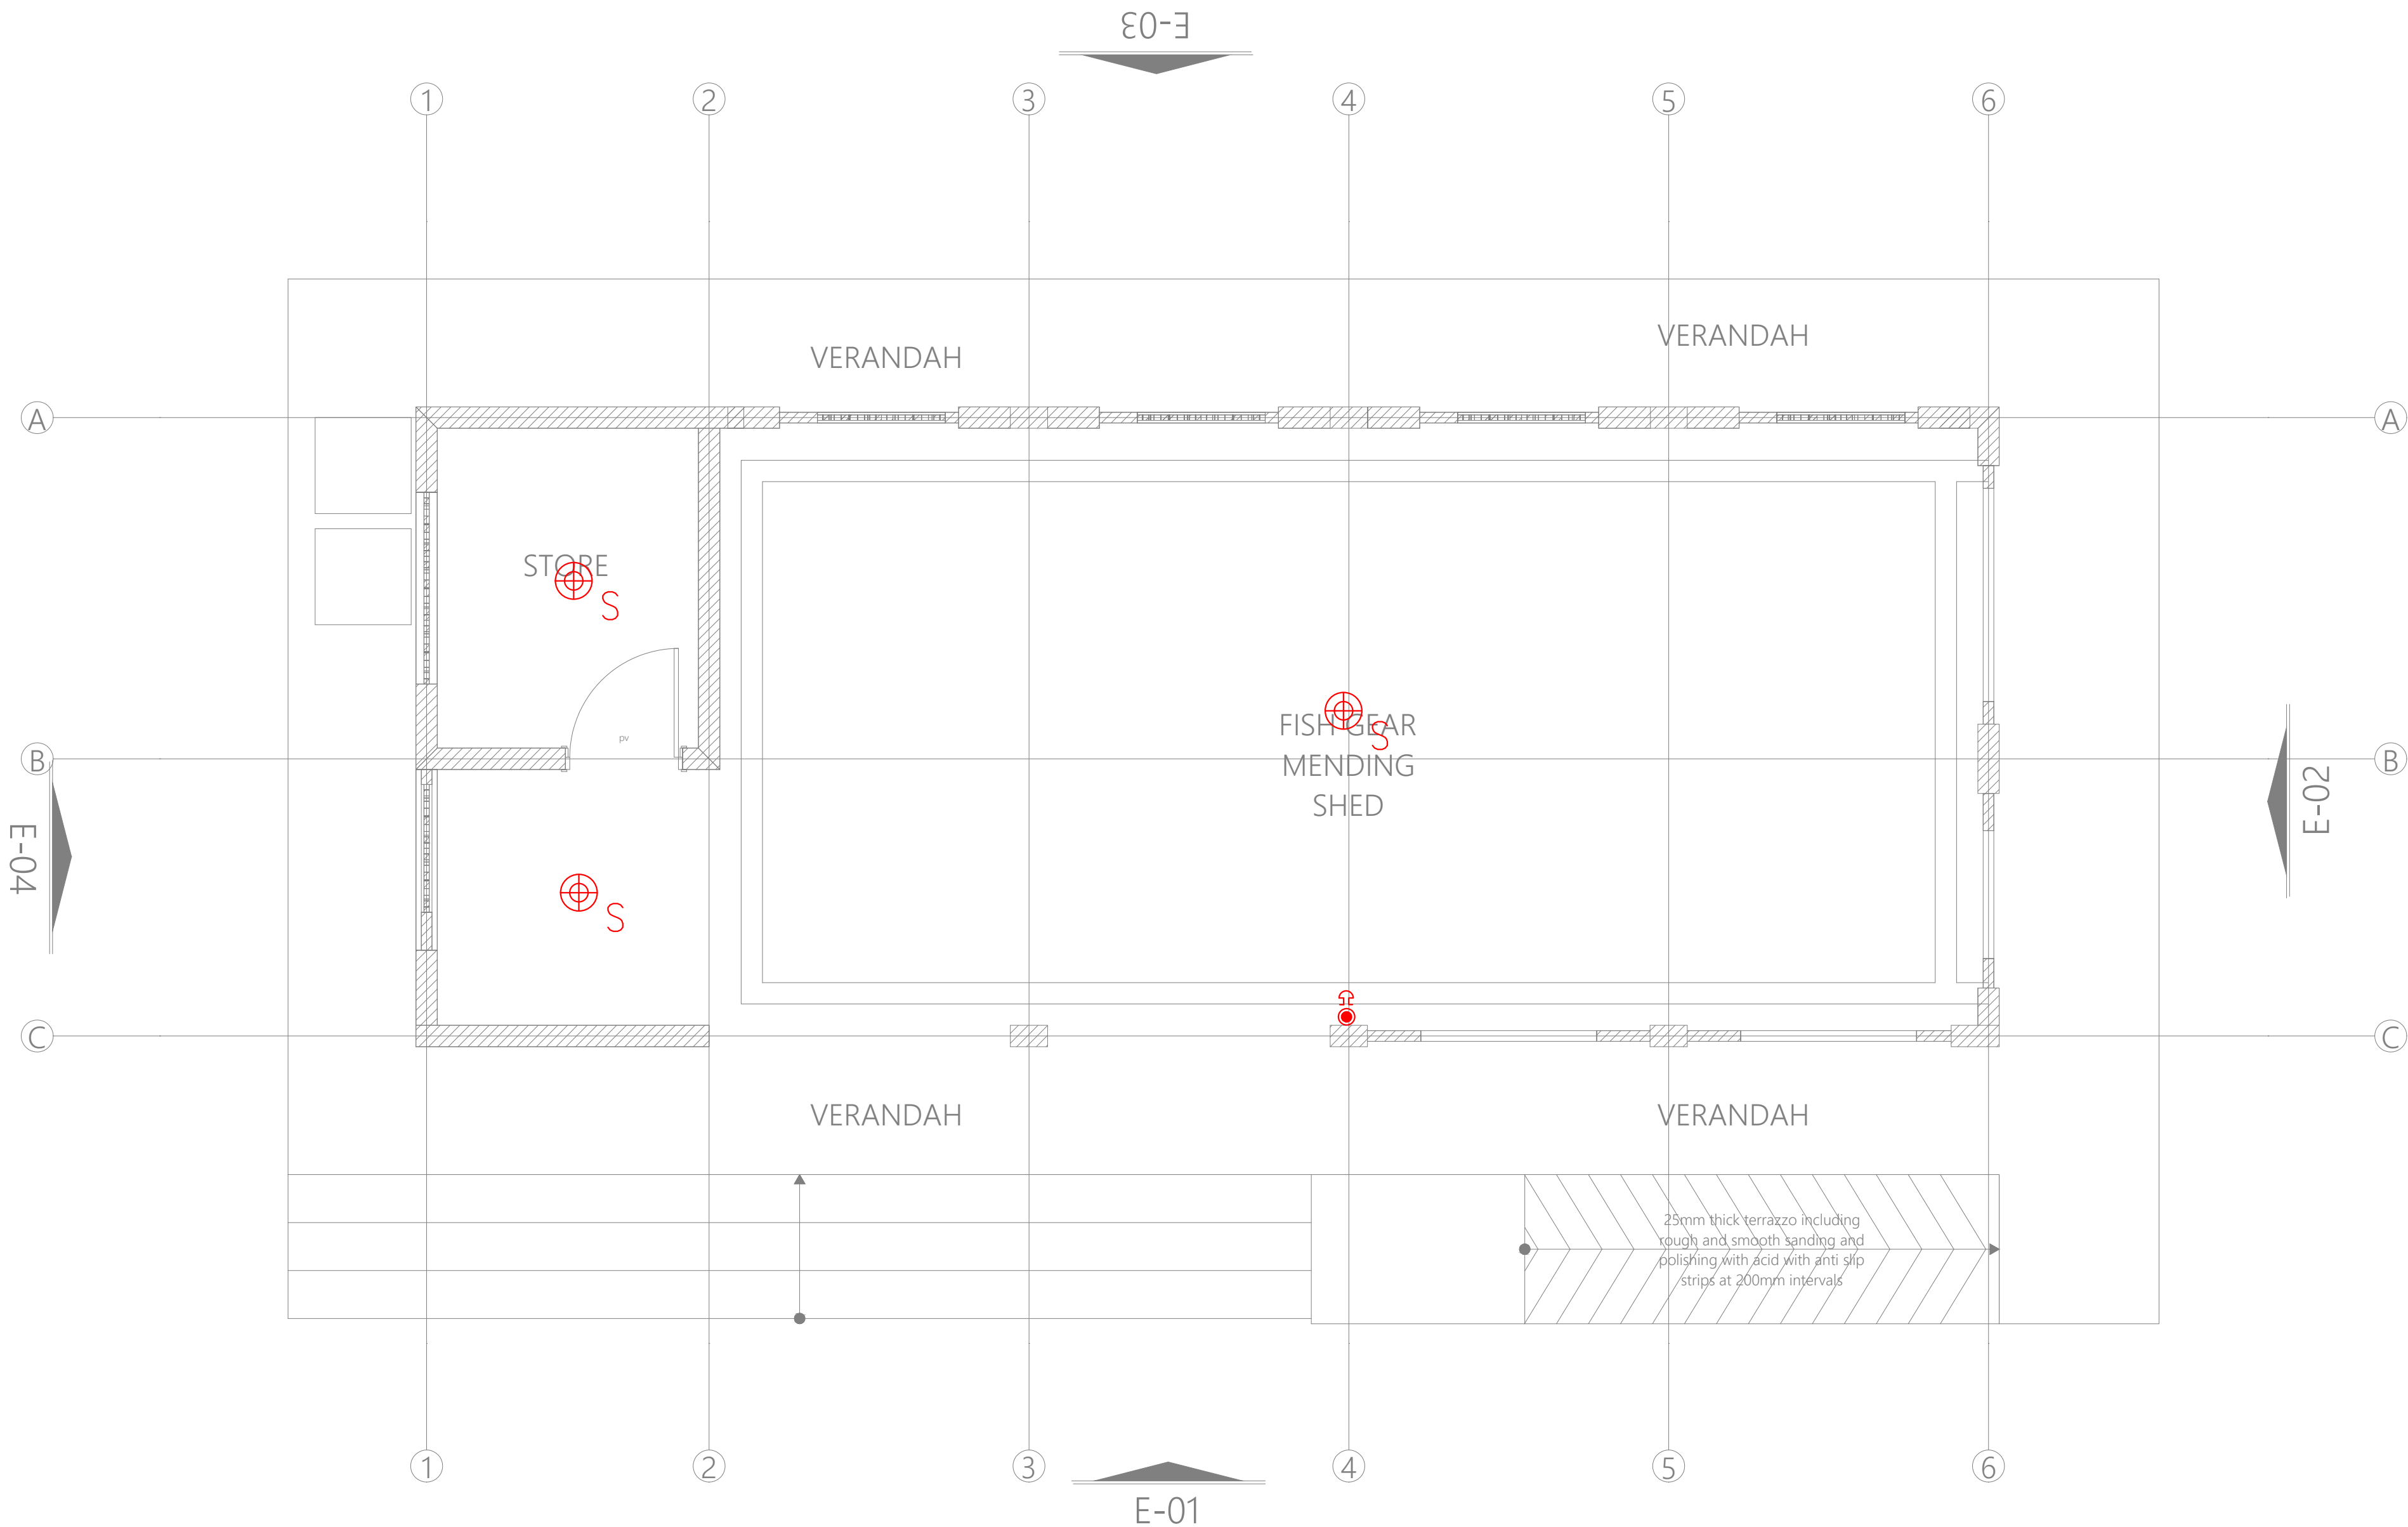 E-03
1 2 3 4 5 6
VERANDAH
VERANDAH
A A
STORE
S
FISH GEAR
MENDING
SHED
S
pv
B B
E-02
E-04
S
C C
VERANDAH VERANDAH
25mm thick terrazzo including
rough and smooth sanding and
polishing with acid with anti slip
strips at 200mm intervals
1 2 3 4 5 6
E-01